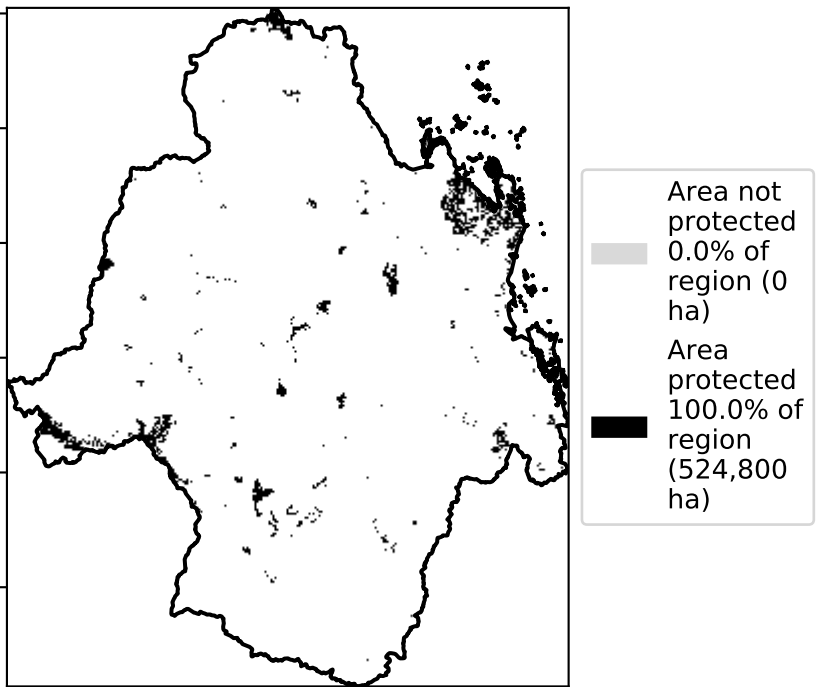 Area not
protected
0.0% of
region (0
ha)
Area
protected
100.0% of
region
(524,800
ha)